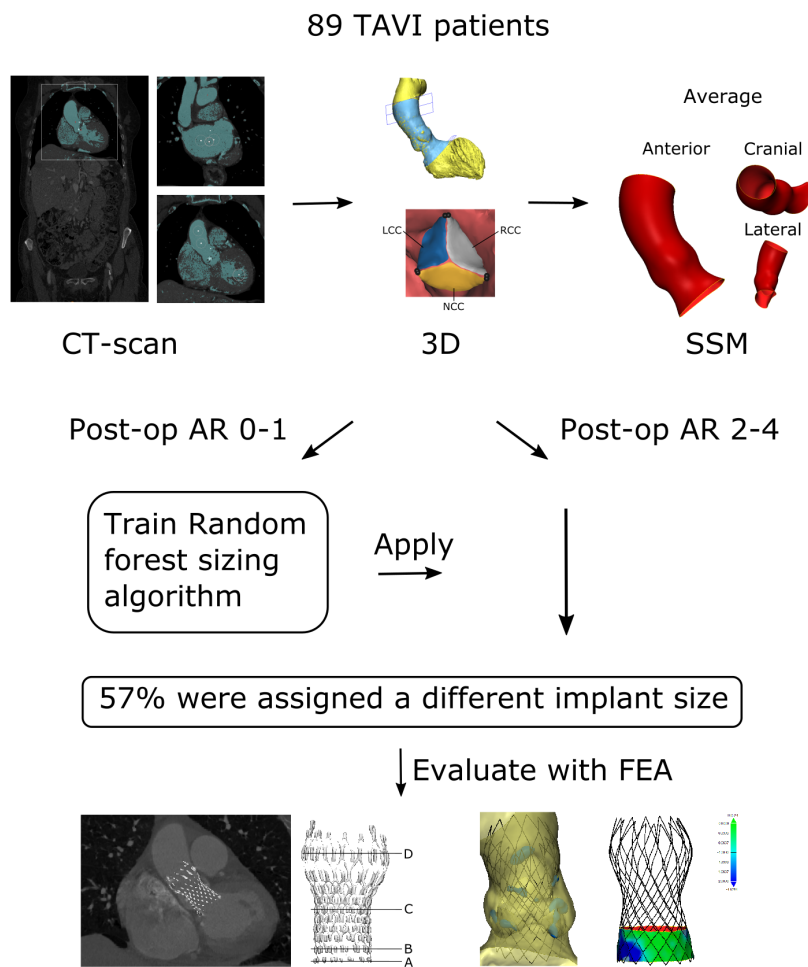 89 TAVI patients
Average
Anterior
Cranial
Lateral
LCC
RCC
NCC
CT-scan
3D
SSM
Post-op AR 0-1
Post-op AR 2-4
Train Random
forest sizing
algorithm
Apply
57% were assigned a different implant size
Evaluate with FEA
D
C
B
A